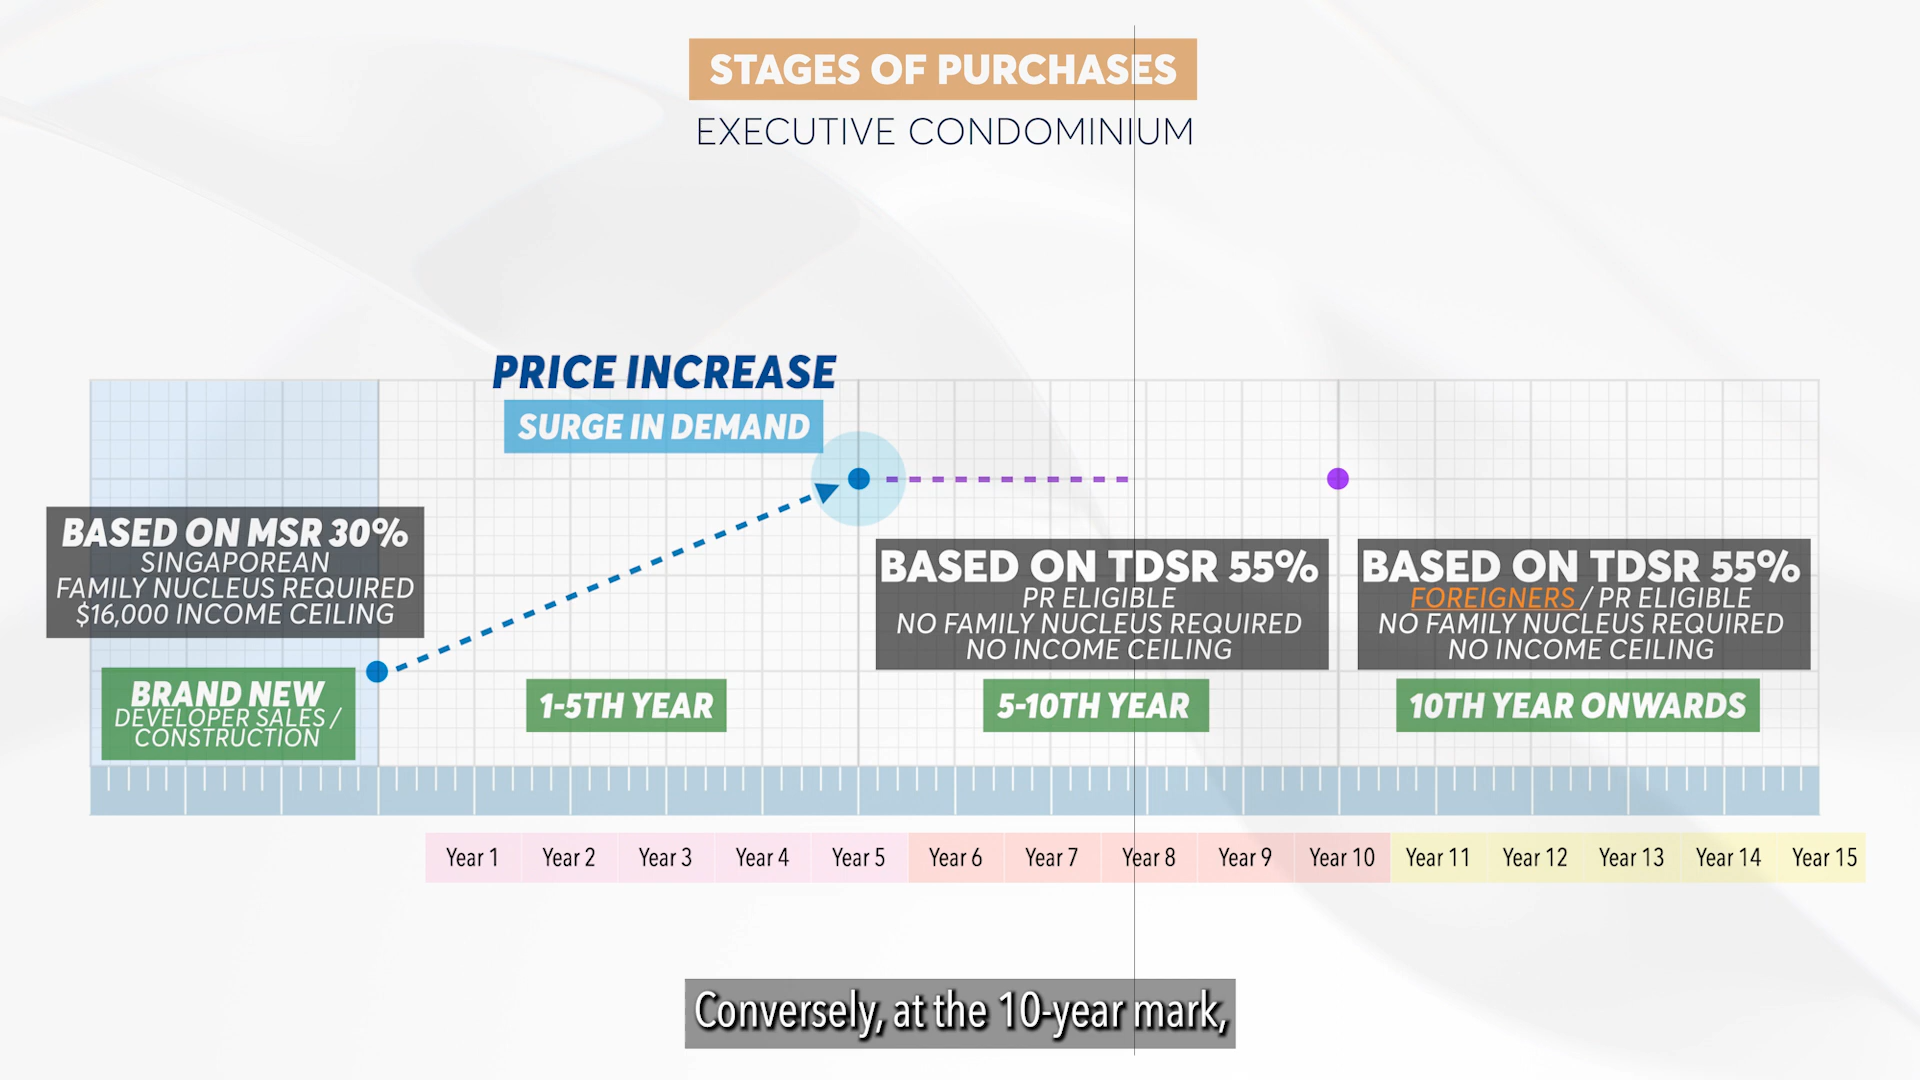 STAGES OF PURCHASES
EXECUTIVE CONDOMINIUM
PRICE INCREASE
SURGE IN DEMAND
BASED ON MSR 30%
SINGAPOREAN
FAMILY NUCLEUS REQUIRED
$16,000 INCOME CEILING
BRAND NEW
DEVELOPER SALES /
CONSTRUCTION
1-5TH YEAR
BASED ON TDSR 55%
PR ELIGIBLE
NO FAMILY NUCLEUS REQUIRED
NO INCOME CEILING
5-10TH YEAR
BASED ON TDSR 55%
FOREIGNERS / PR ELIGIBLE
NO FAMILY NUCLEUS REQUIRED
NO INCOME CEILING
10TH YEAR ONWARDS
Year 1 Year 2 Year 3 Year 4 Year 5 Year 6 Year 7 Year 8 Year 9 Year 10 Year 11 Year 12 Year 13 Year 14 Year 15
Conversely, at the 10-year mark,